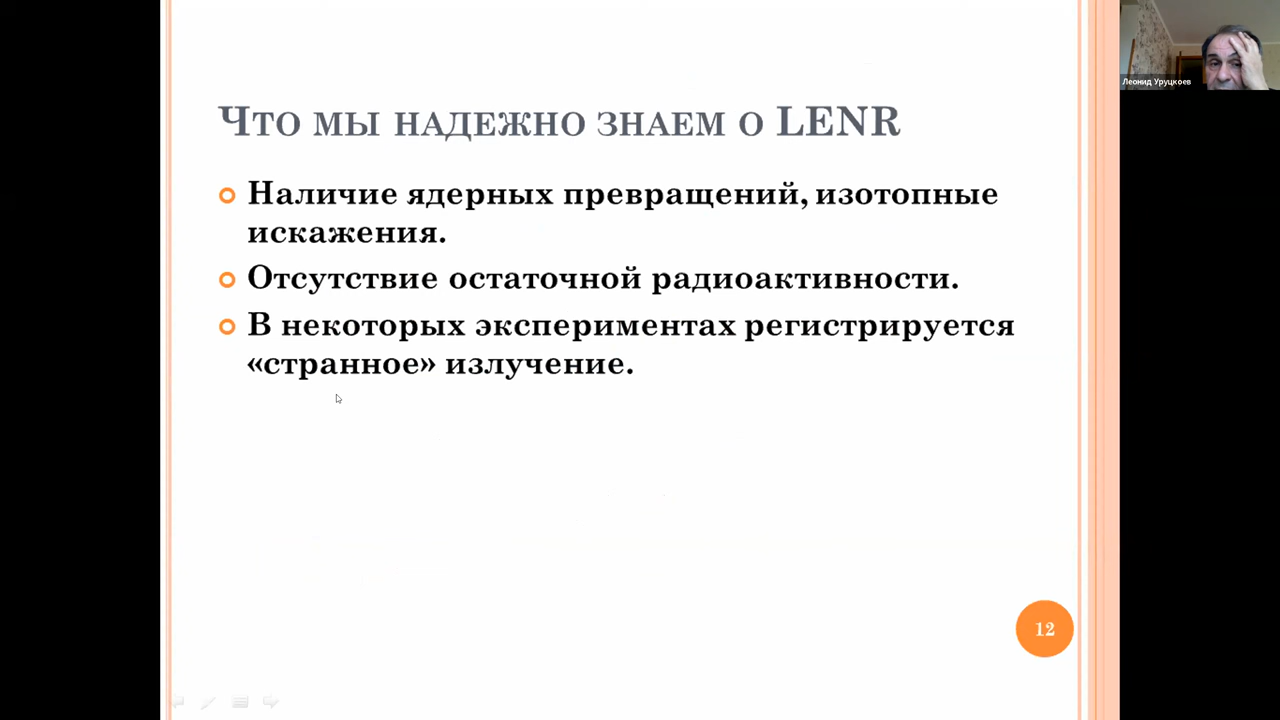 Что мы надежно знаем о LENR
Наличие ядерных превращений, изотопные
искажения.
Отсутствие остаточной радиоактивности.
В некоторых экспериментах регистрируется
«странное» излучение.
12
Леонид Уруцкоев